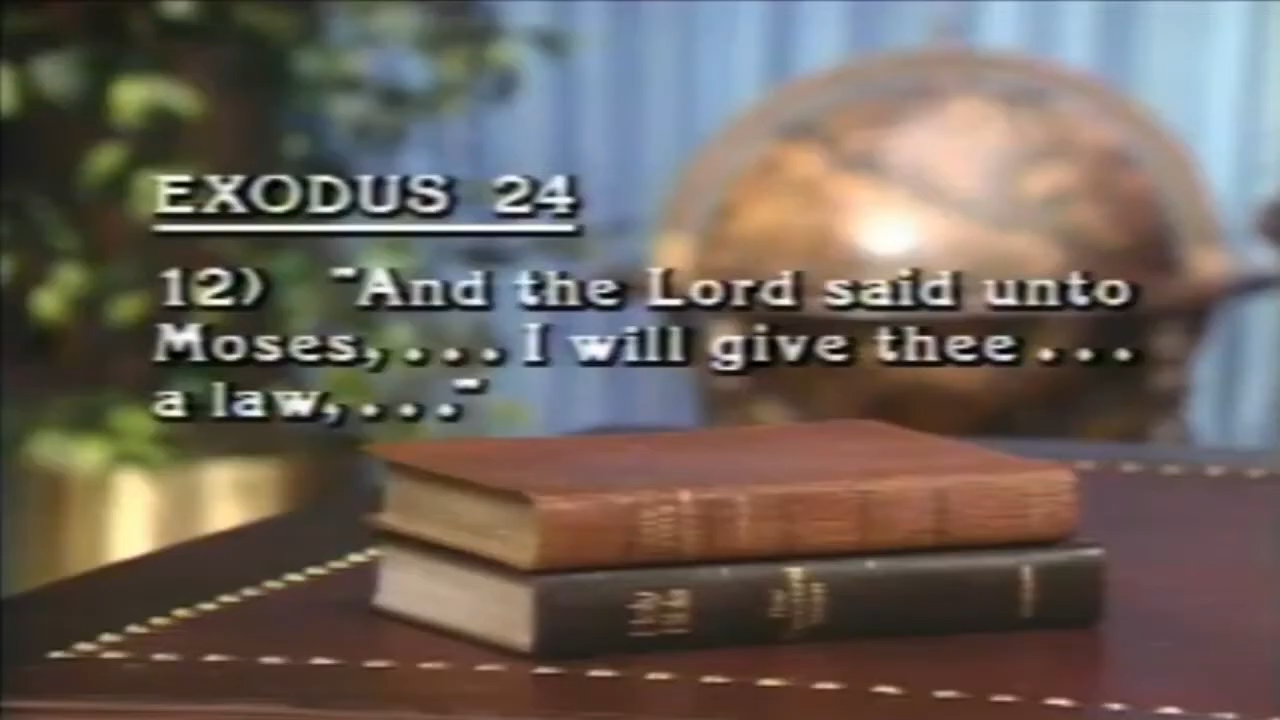 EXODUS 24
12) "And the Lord said unto
Moses, ... I will give thee ...
a law, ..."